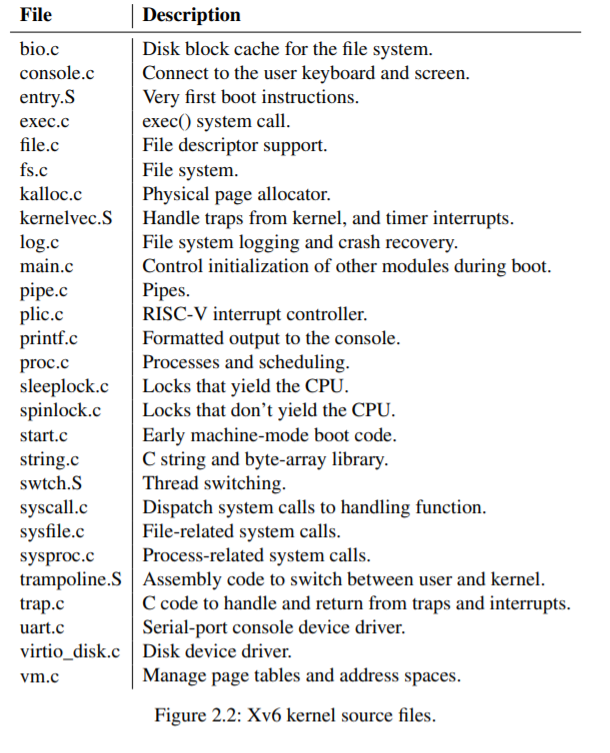 File Description
bio.c Disk block cache for the file system.
console.c Connect to the user keyboard and screen.
entry.S Very first boot instructions.
exec.c exec() system call.
file.c File descriptor support.
fs.c File system.
kalloc.c Physical page allocator.
kernelvec.S Handle traps from kernel, and timer interrupts.
log.c File system logging and crash recovery.
main.c Control initialization of other modules during boot.
pipe.c Pipes.
plic.c RISC-V interrupt controller.
printf.c Formatted output to the console.
proc.c Processes and scheduling.
sleeplock.c Locks that yield the CPU.
spinlock.c Locks that don’t yield the CPU.
start.c Early machine-mode boot code.
string.c C string and byte-array library.
swtch.S Thread switching.
syscall.c Dispatch system calls to handling function.
sysfile.c File-related system calls.
sysproc.c Process-related system calls.
trampoline.S Assembly code to switch between user and kernel.
trap.c C code to handle and return from traps and interrupts.
uart.c Serial-port console device driver.
virtio_disk.c Disk device driver.
vm.c Manage page tables and address spaces.
Figure 2.2: Xv6 kernel source files.